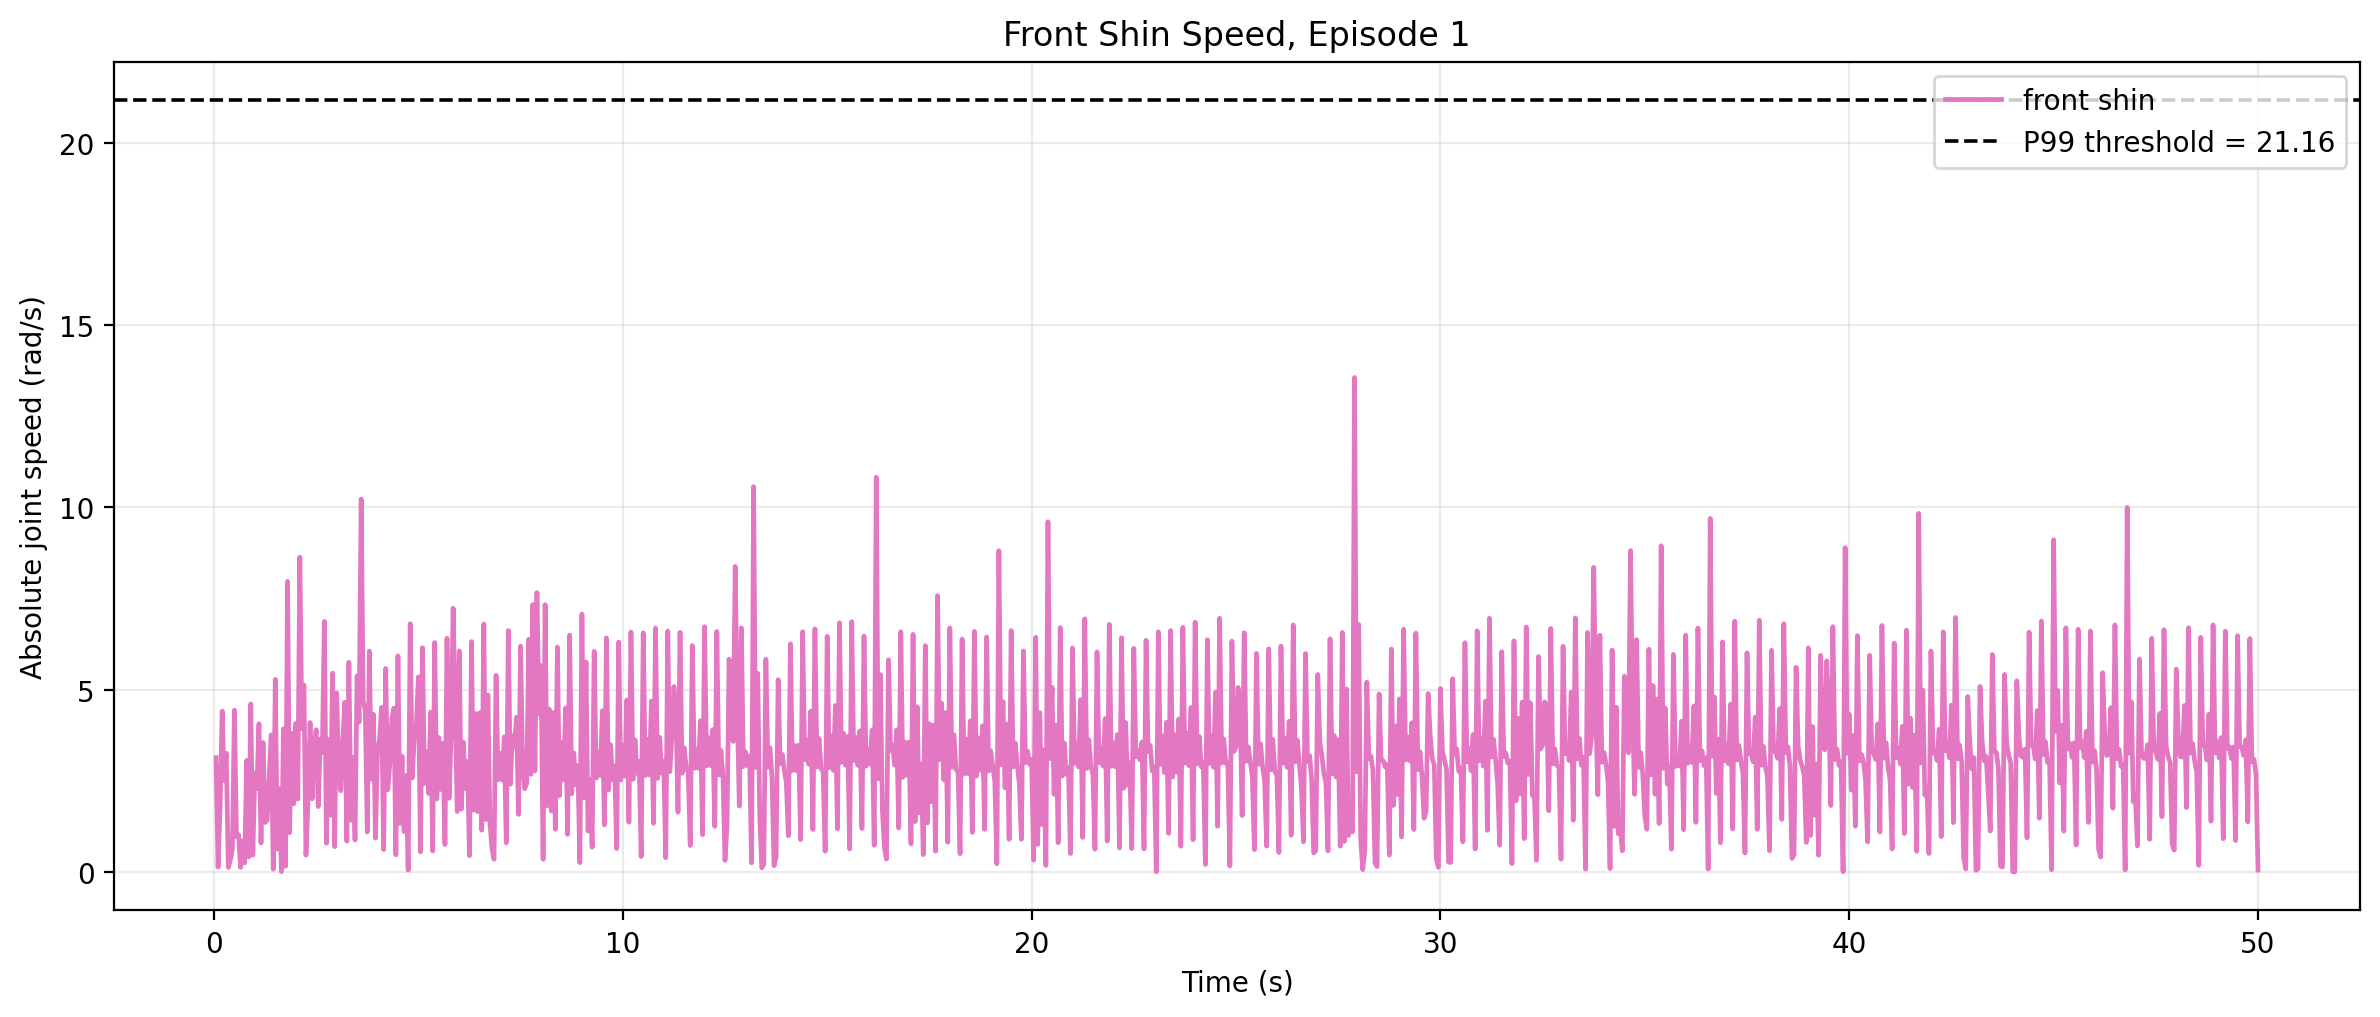 Front Shin Speed, Episode 1
front shin
P99 threshold = 21.16
Absolute joint speed (rad/s)
20
15
10
5
0
0 10 20 30 40 50
Time (s)